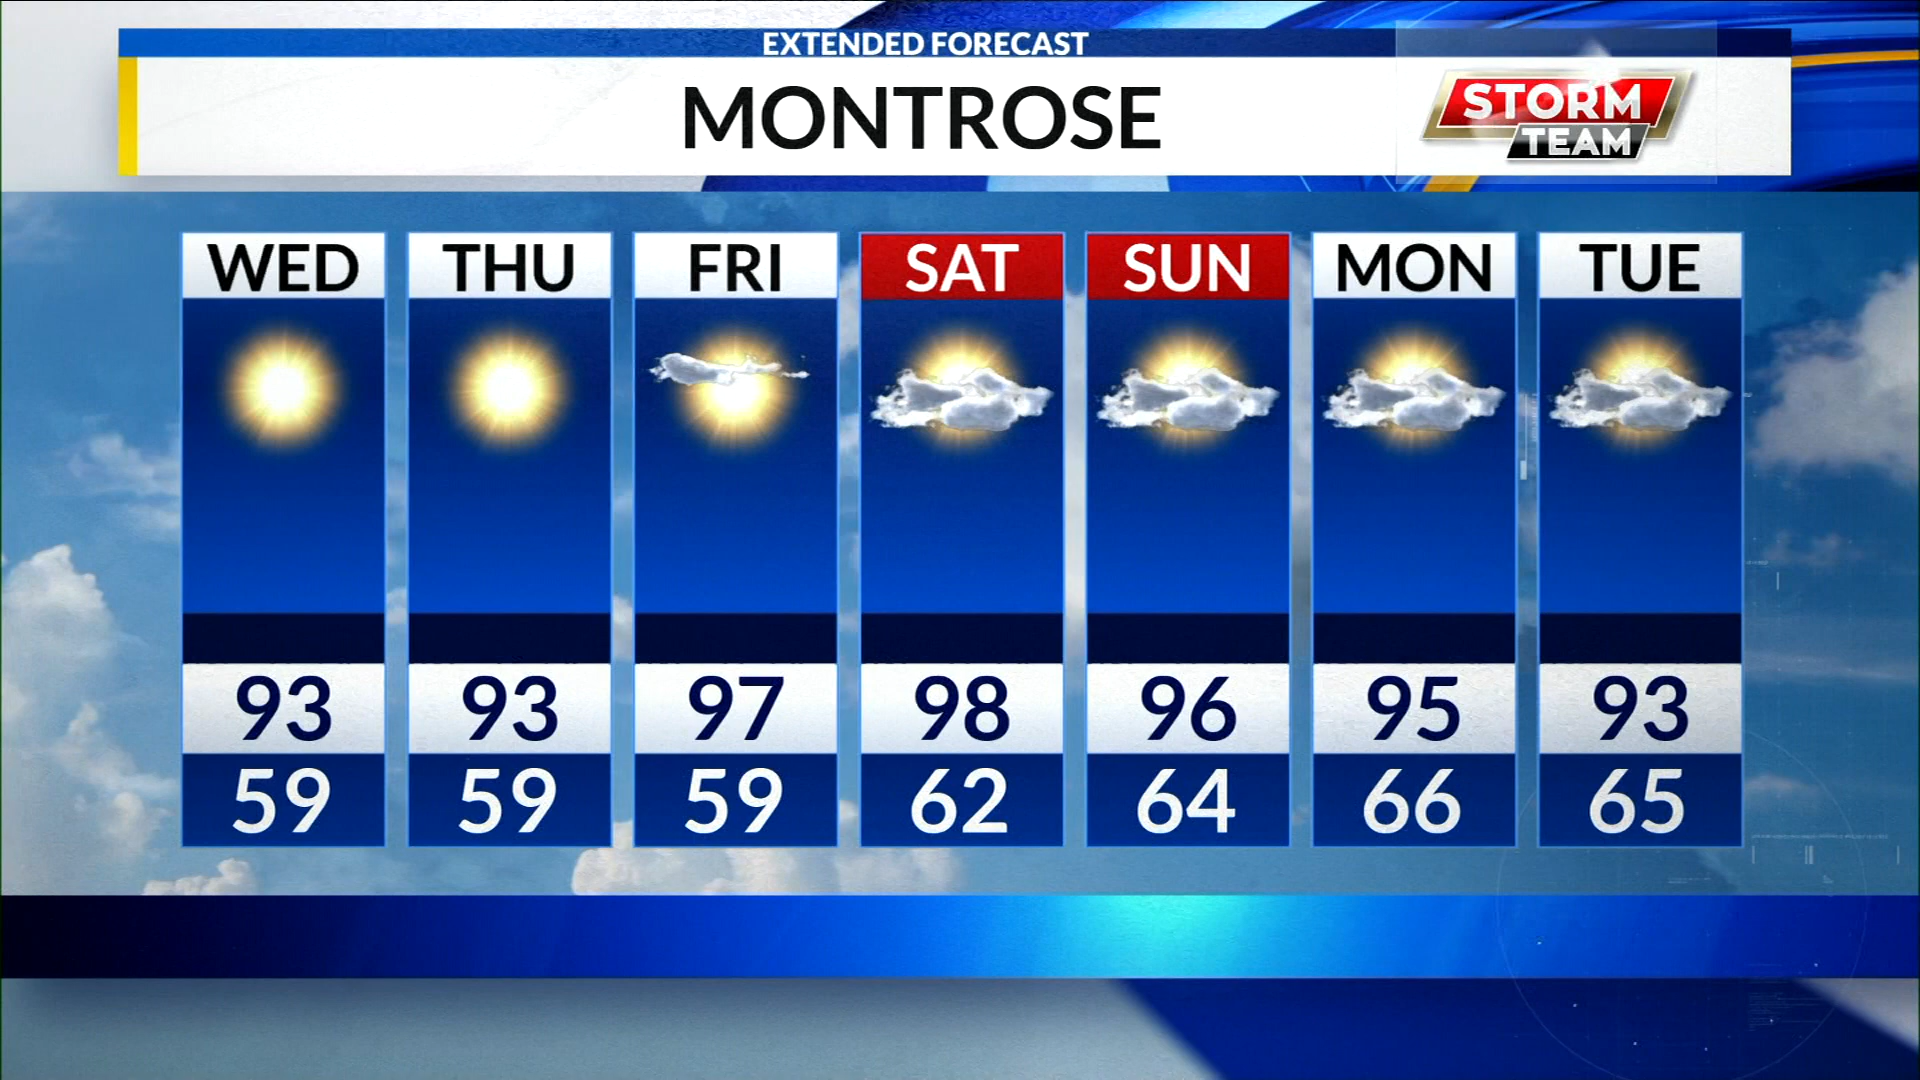 EXTENDED FORECAST
MONTROSE
STORM
TEAM
WED THU FRI SAT SUN MON TUE
93 93 97 98 96 95 93
59 59 59 62 64 66 65